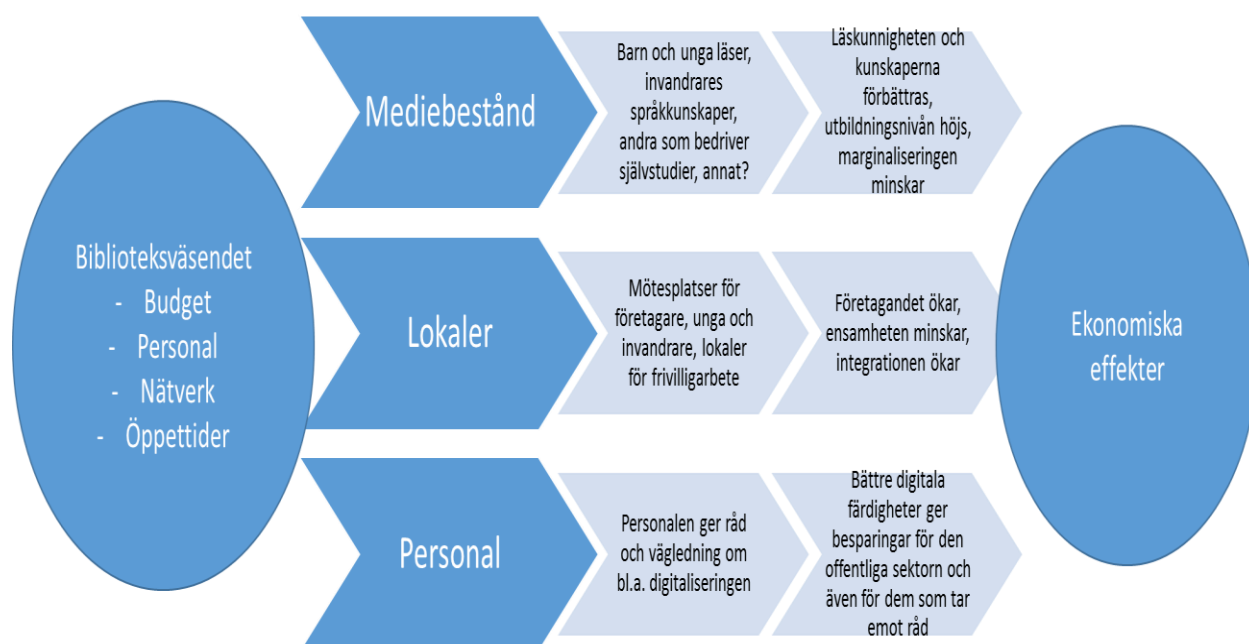 Biblioteksväsendet
- Budget
- Personal
- Nätverk
- Öppettider
Mediebestånd
Barn och unga läser,
invandrares
språkkunskaper,
andra som bedriver
självstudier, annat?
Läskunnigheten och
kunskaperna
förbättras,
utbildningsnivån höjs,
marginaliseringen
minskar
Lokaler
Mötesplatser för
företagare, unga och
invandrare, lokaler
för frivilligarbete
Företagandet ökar,
ensamheten minskar,
integrationen ökar
Personal
Personalen ger råd
och vägledning om
bl.a. digitaliseringen
Bättre digitala
färdigheter ger
besparingar för den
offentliga sektorn och
även för dem som tar
emot råd
Ekonomiska
effekter